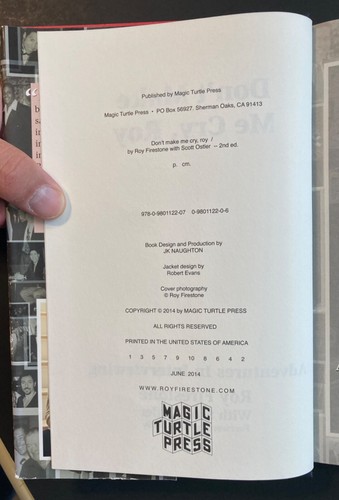 Published by Magic Turtle Press
Magic Turtle Press • PO Box 56927. Sherman Oaks, CA 91413
Don't make me cry, roy /
by Roy Firestone with Scott Ostler -- 2nd ed.
p. cm.
978-0-9801122-07 0-9801122-0-6
Book Design and Production by
JK NAUGHTON
Jacket design by
Robert Evans
Cover photography
© Roy Firestone
COPYRIGHT © 2014 by MAGIC TURTLE PRESS
ALL RIGHTS RESERVED
PRINTED IN THE UNITED STATES OF AMERICA
1 3 5 7 9 10 8 6 4 2
JUNE 2014
WWW.ROYFIRESTONE.COM
MAGIC
TURTLE
PRESS